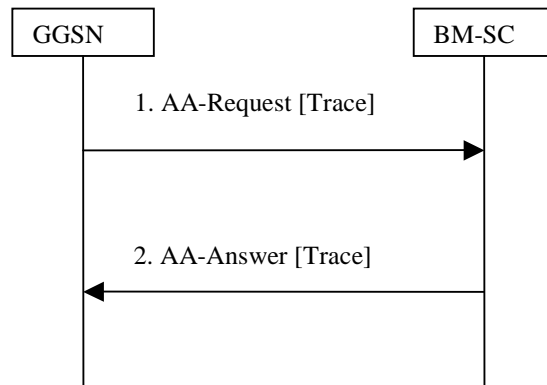 GGSN
BM-SC
1. AA-Request [Trace]
2. AA-Answer [Trace]